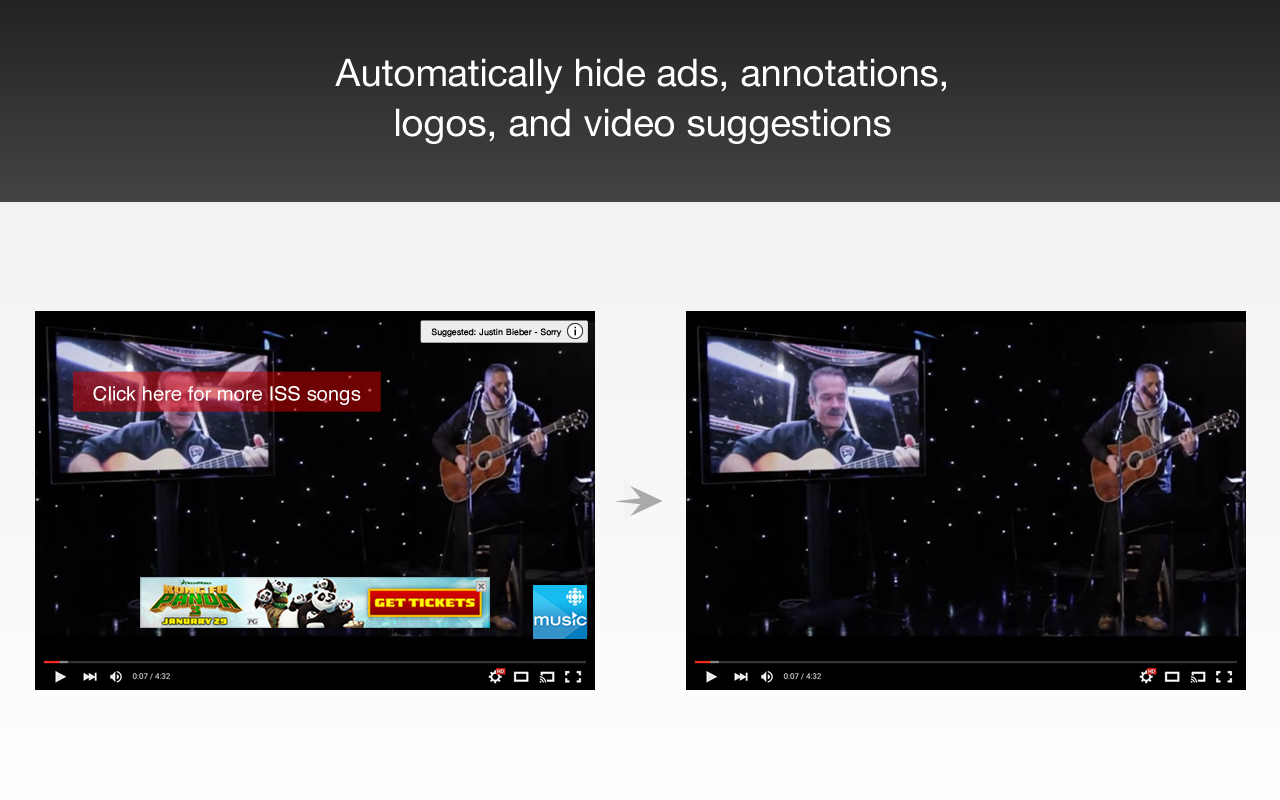 Automatically hide ads, annotations,
logos, and video suggestions
Suggested: Justin Bieber - Sorry
Click here for more ISS songs
KUNG FU
PANDA
3
JANUARY 29
PG
GET TICKETS
music
0:07 / 4:32
HD
0:07 / 4:32
HD